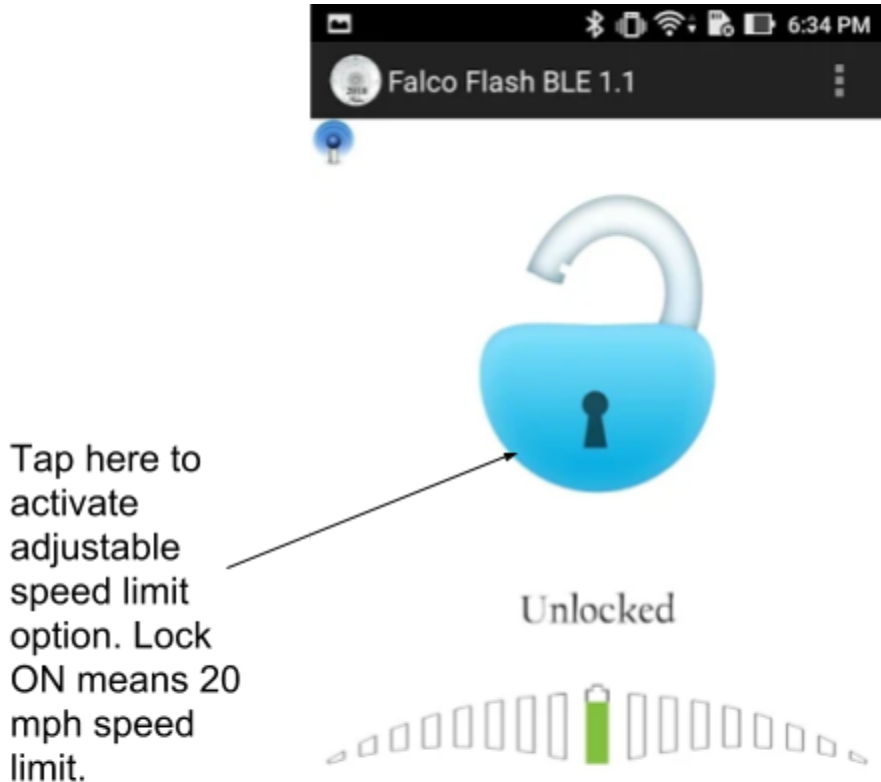 6:34 PM
Falco Flash BLE 1.1
Tap here to
activate
adjustable
speed limit
option. Lock
ON means 20
mph speed
limit.
Unlocked